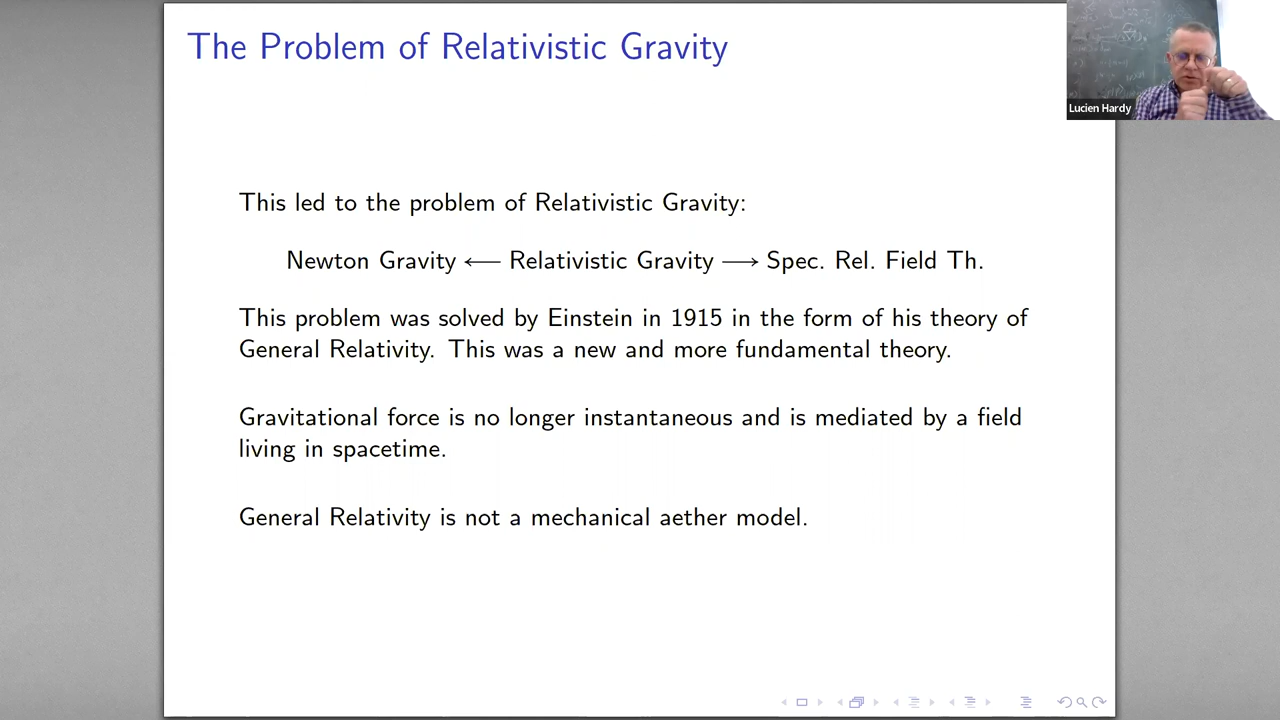 The Problem of Relativistic Gravity
Lucien Hardy
This led to the problem of Relativistic Gravity:
Newton Gravity ⟵ Relativistic Gravity ⟶ Spec. Rel. Field Th.
This problem was solved by Einstein in 1915 in the form of his theory of
General Relativity. This was a new and more fundamental theory.
Gravitational force is no longer instantaneous and is mediated by a field
living in spacetime.
General Relativity is not a mechanical aether model.